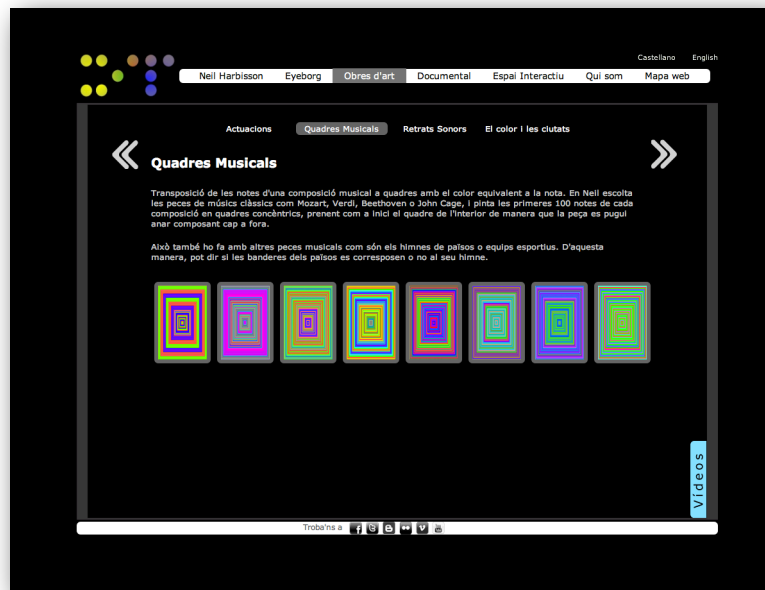 Castellano English
Neil Harbisson Eyeborg Obres d'art Documental Espai Interactiu Qui som Mapa web
Actuacions Quadres Musicals Retrats Sonors El color i les ciutats
Quadres Musicals
Transposició de les notes d'una composició musical a quadres amb el color equivalent a la nota. En Neil escolta
les peces de músics clàssics com Mozart, Verdi, Beethoven o John Cage, i pinta les primeres 100 notes de cada
composició en quadres concèntrics, prenent com a inici el quadre de l'interior de manera que la peça es pugui
anar composant cap a fora.
Això també ho fa amb altres peces musicals com són els himnes de països o equips esportius. D'aquesta
manera, pot dir si les banderes dels països es corresponen o no al seu himne.
Vídeos
Troba'ns a